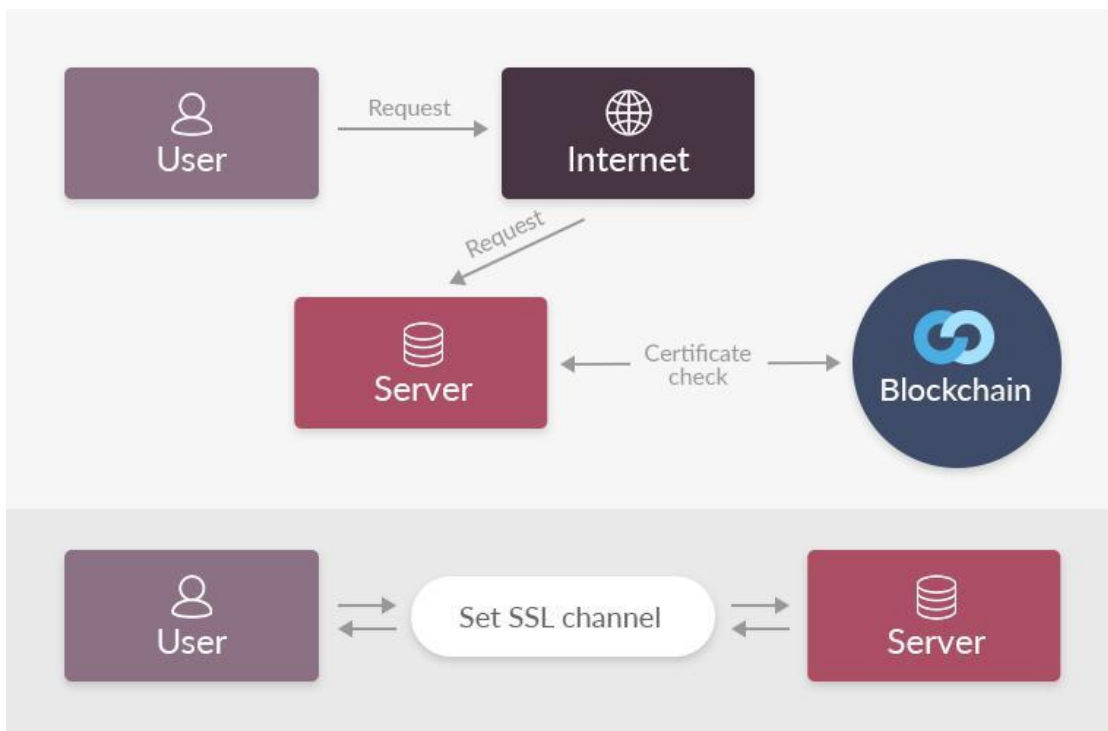 Request
User
Internet
Request
Server
Certificate
check
Blockchain
User
Set SSL channel
Server